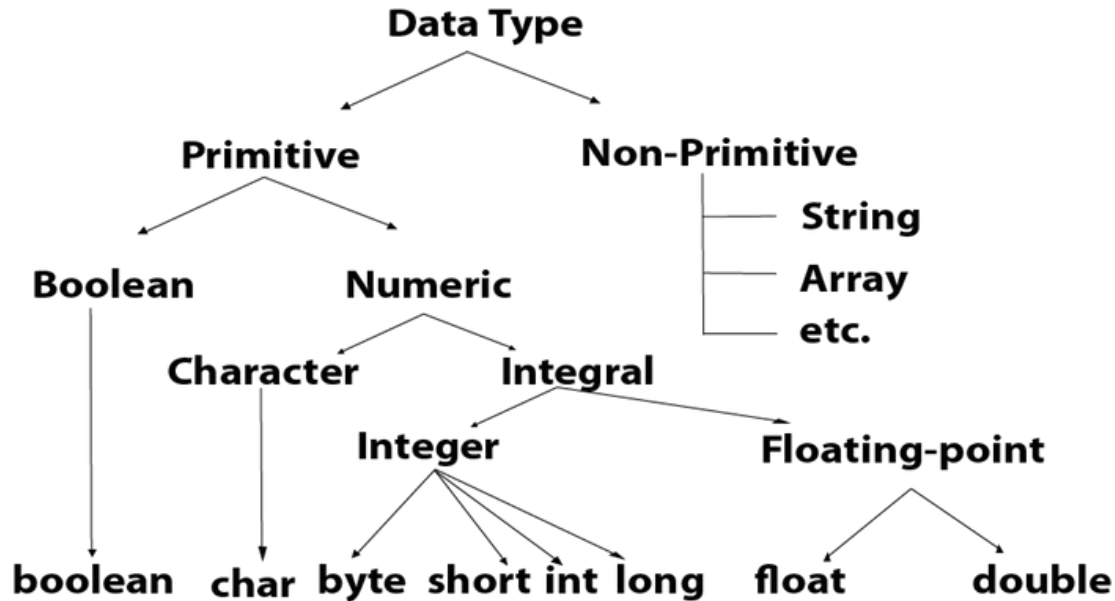 Data Type
Primitive
Non-Primitive
String
Array
etc.
Boolean
Numeric
Character
Integral
Integer
Floating-point
boolean
char
byte
short
int
long
float
double